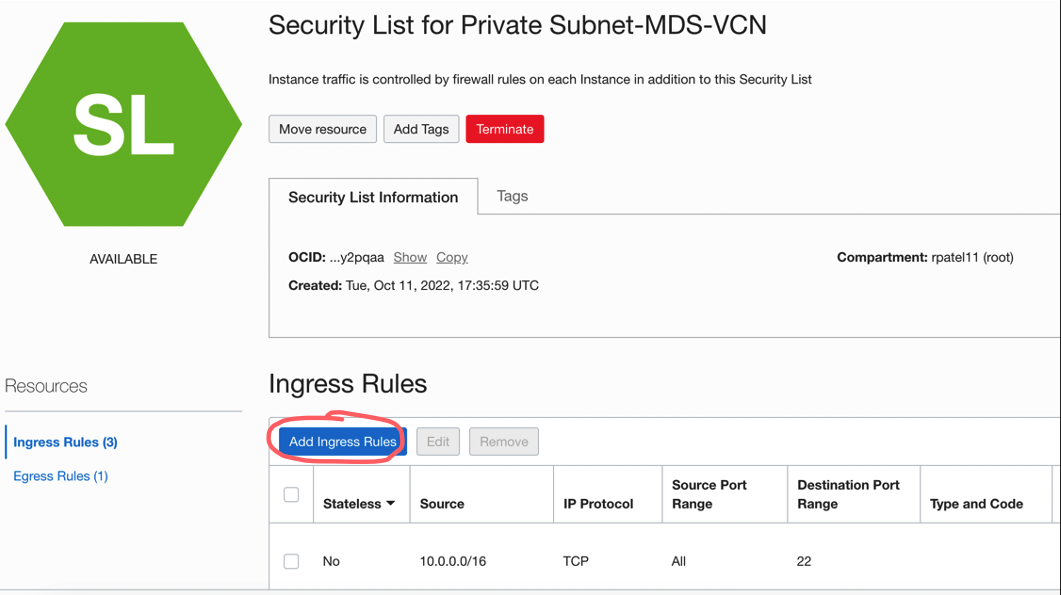 Security List for Private Subnet-MDS-VCN
SL
Instance traffic is controlled by firewall rules on each Instance in addition to this Security List
Move resource Add Tags Terminate
AVAILABLE
Security List Information Tags
OCID: ...y2pqaa Show Copy
Compartment: rpatel11 (root)
Created: Tue, Oct 11, 2022, 17:35:59 UTC
Resources
Ingress Rules (3)
Egress Rules (1)
Ingress Rules
Add Ingress Rules Edit Remove
Stateless Source IP Protocol Source Port Range Destination Port Range Type and Code
No 10.0.0.0/16 TCP All 22